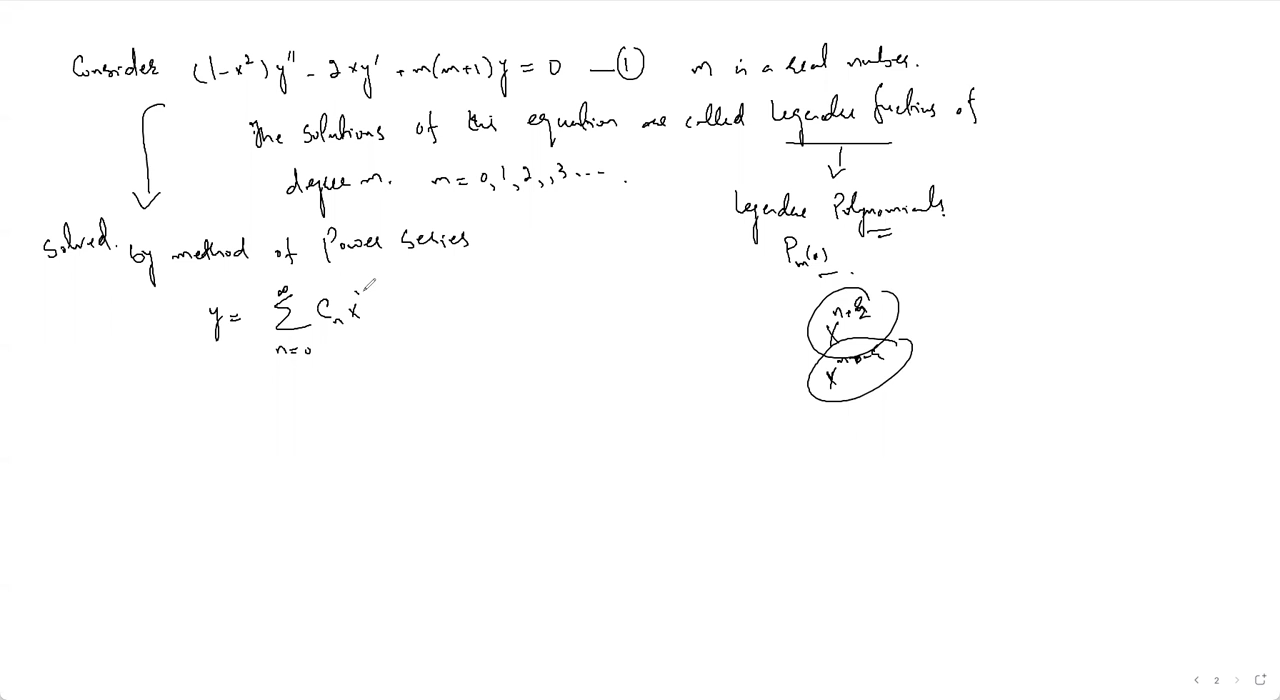 Consider (1-x²)y'' - 2xy' + m(m+1)y = 0 —① m is a real number.
The solutions of this equation are called Legendre functions of
degree m. m = 0, 1, 2, , 3 ... .
Legendre Polynomials.
Solved. by method of Power series
Pₘ(x)
y = ∑_{n=0}^{∞} Cₙ x
2